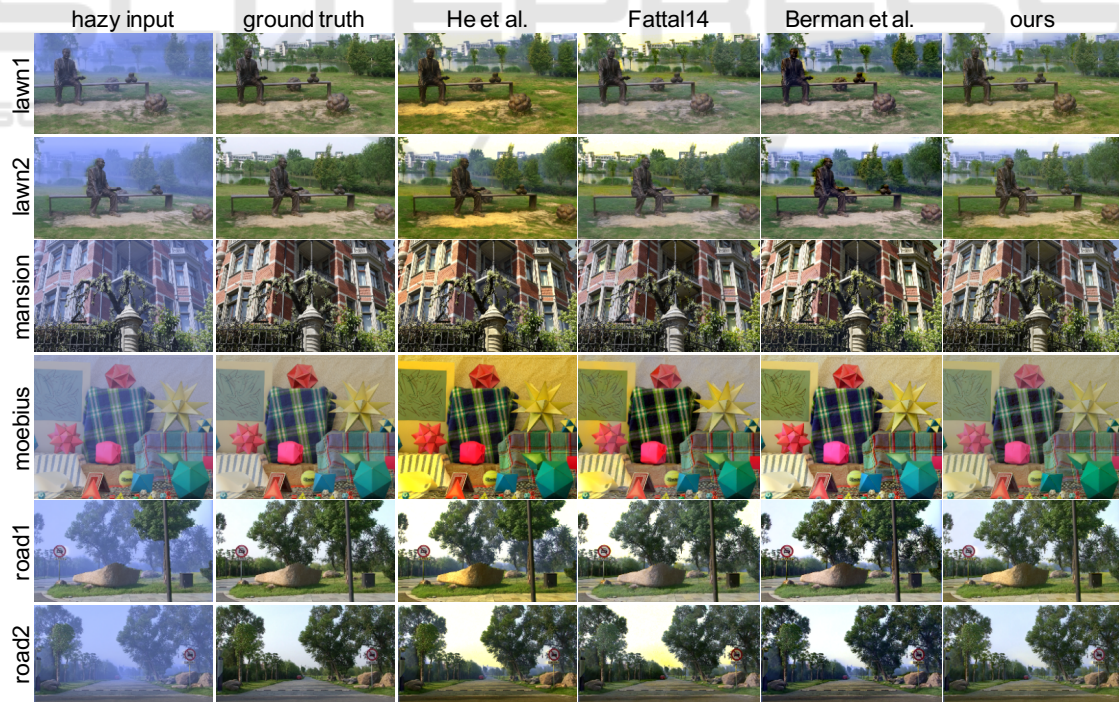 hazy input ground truth He et al. Fattal14 Berman et al. ours
lawn1
lawn2
mansion
moebius
road1
road2